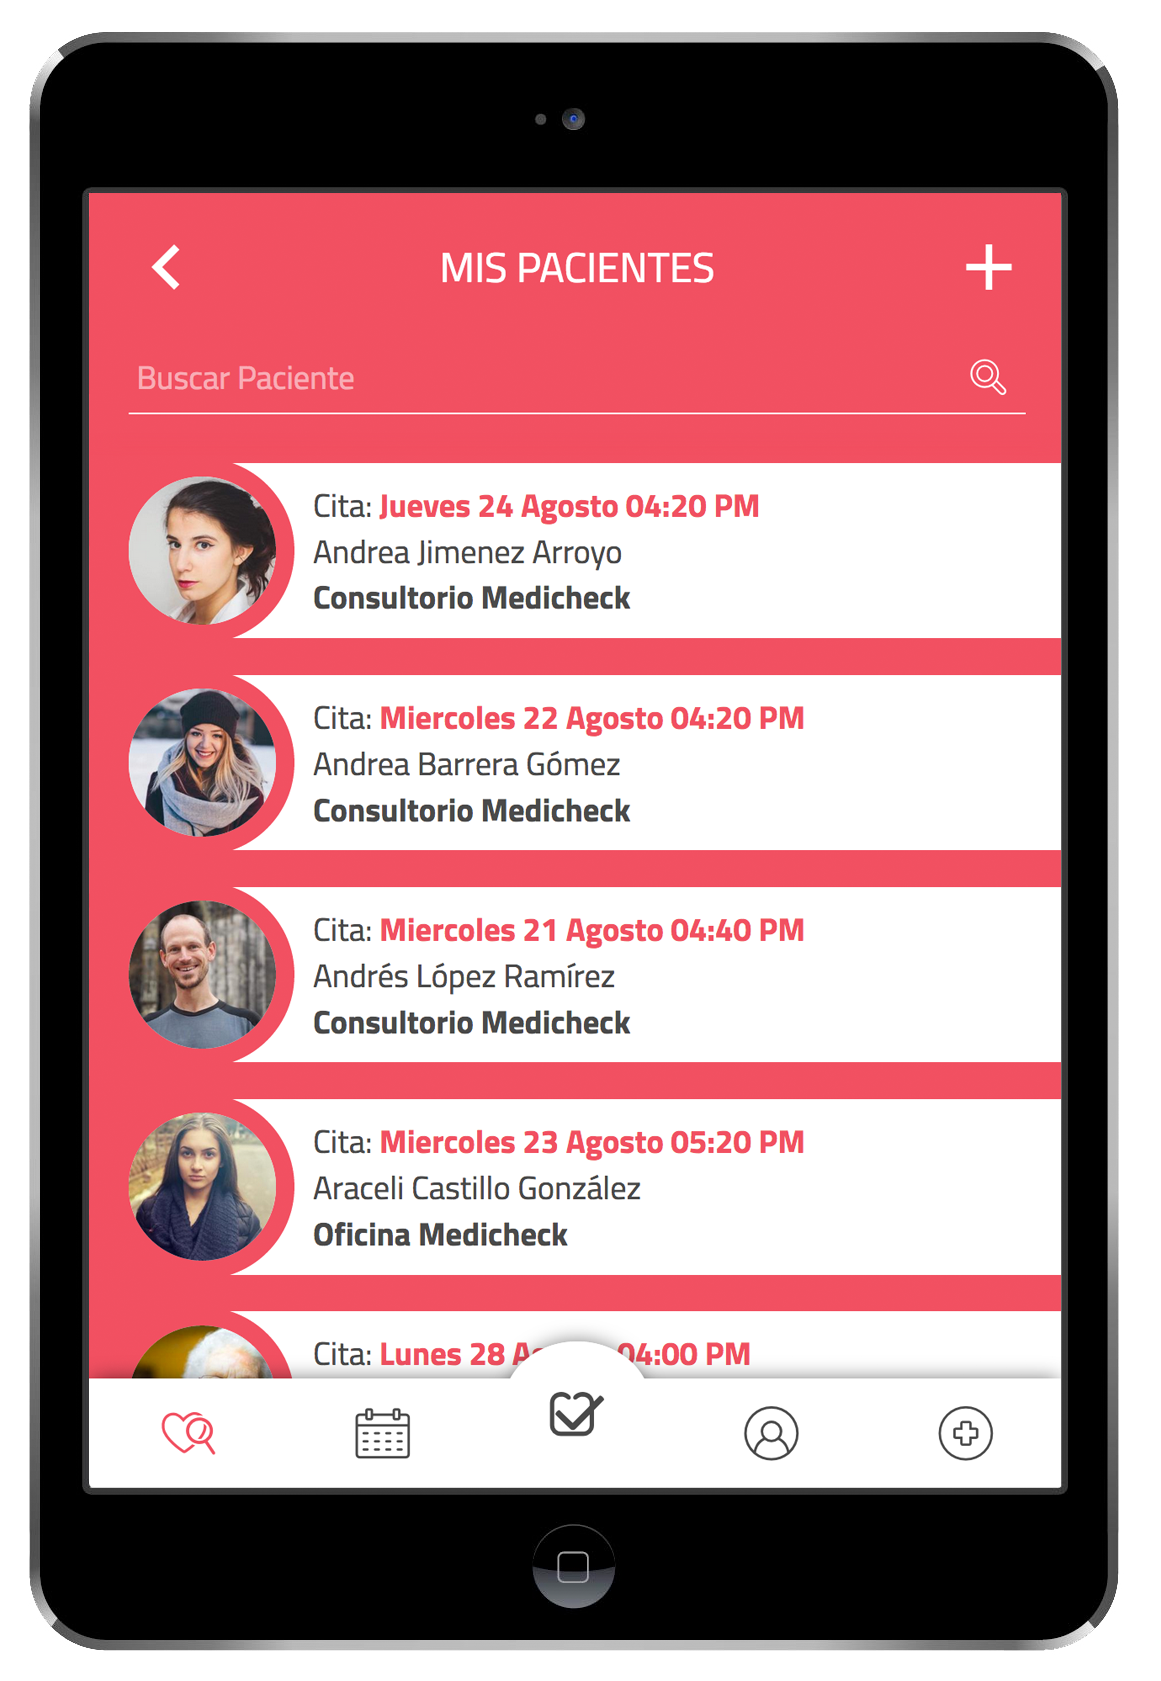 MIS PACIENTES
Buscar Paciente
Cita: Jueves 24 Agosto 04:20 PM
Andrea Jimenez Arroyo
Consultorio Medicheck
Cita: Miercoles 22 Agosto 04:20 PM
Andrea Barrera Gómez
Consultorio Medicheck
Cita: Miercoles 21 Agosto 04:40 PM
Andrés López Ramírez
Consultorio Medicheck
Cita: Miercoles 23 Agosto 05:20 PM
Araceli Castillo González
Oficina Medicheck
Cita: Lunes 28 04:00 PM